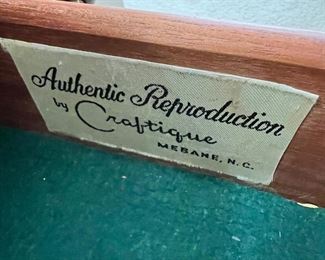 Authentic Reproduction
by Craftique
MEBANE, N.C.